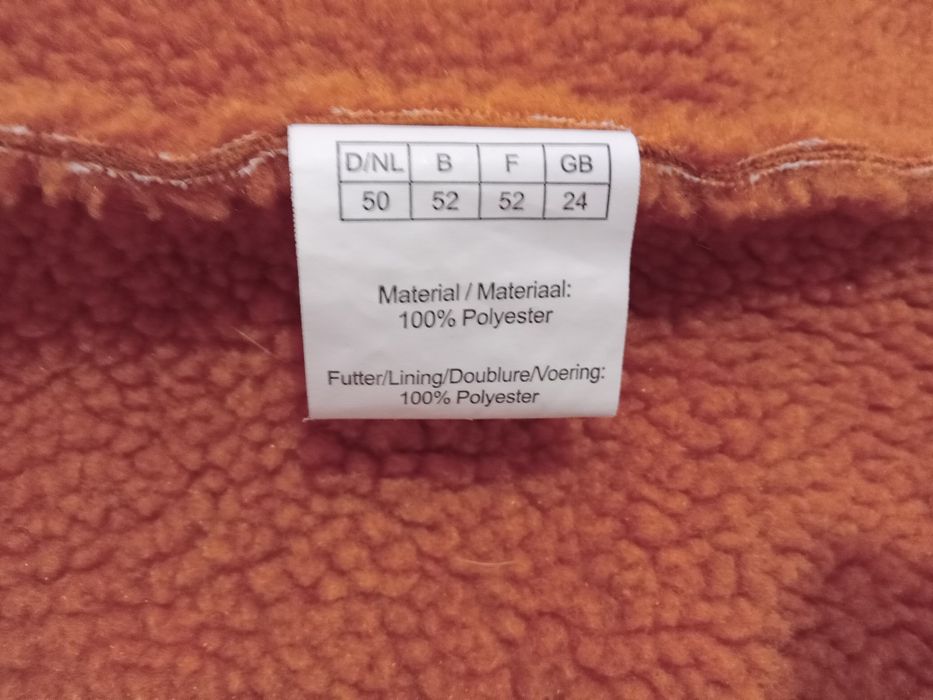 D/NL B F GB
50 52 52 24
Material / Materiaal:
100% Polyester
Futter/Lining/Doublure/Voering:
100% Polyester